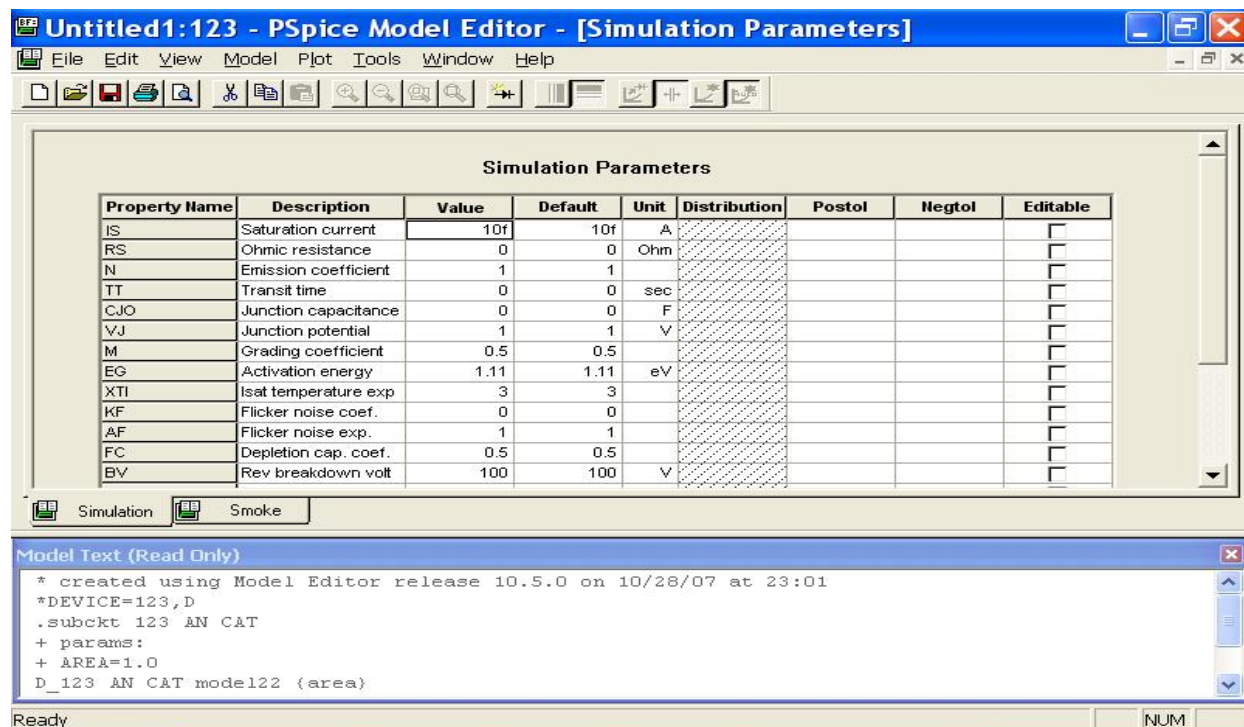 Untitled1:123 - PSpice Model Editor - [Simulation Parameters]
File Edit View Model Plot Tools Window Help
Simulation Parameters
Property Name Description Value Default Unit Distribution Postol Negtol Editable
IS Saturation current 10f 10f A
RS Ohmic resistance 0 0 Ohm
N Emission coefficient 1 1
TT Transit time 0 0 sec
CJO Junction capacitance 0 0 F
VJ Junction potential 1 1 V
M Grading coefficient 0.5 0.5
EG Activation energy 1.11 1.11 eV
XTI Isat temperature exp 3 3
KF Flicker noise coef. 0 0
AF Flicker noise exp. 1 1
FC Depletion cap. coef. 0.5 0.5
BV Rev breakdown volt 100 100 V
Simulation Smoke
Model Text (Read Only)
* created using Model Editor release 10.5.0 on 10/28/07 at 23:01
*DEVICE=123,D
.subckt 123 AN CAT
+ params:
+ AREA=1.0
D_123 AN CAT model22 {area}
Ready NUM